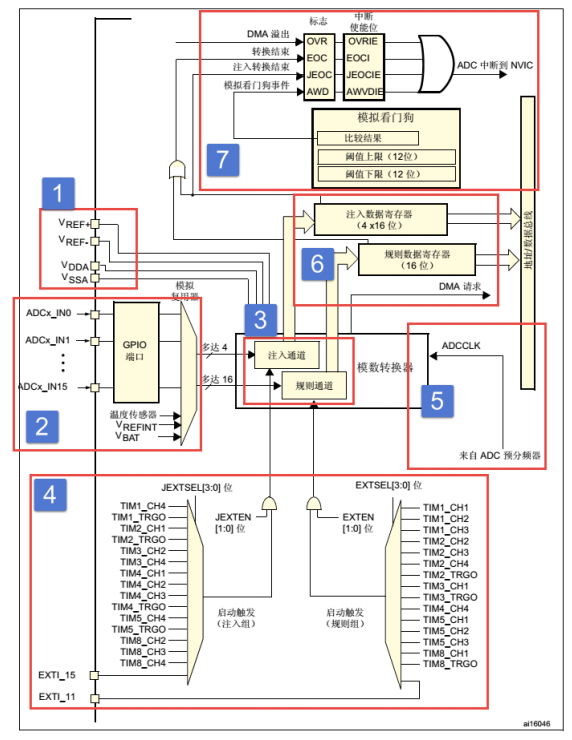 标志
中断
使能位
DMA 溢出
OVR
OVRIE
转换结束
EOC
EOCI
注入转换结束
JEOC
JEOCIE
模拟看门狗事件
AWD
AWVDIE
ADC 中断到 NVIC
模拟看门狗
比较结果
阈值上限（12位）
阈值下限（12 位）
7
1
VREF+
VREF-
VDDA
VSSA
注入数据寄存器
（4 x16 位）
规则数据寄存器
（16 位）
6
地址/数据总线
DMA 请求
模拟
复用器
2
ADCx_IN0
ADCx_IN1
ADCx_IN15
GPIO
端口
温度传感器
VREFINT
VBAT
多达 4
多达 16
3
注入通道
规则通道
模数转换器
ADCCLK
5
来自 ADC 预分频器
4
JEXTSEL[3:0] 位
EXTSEL[3:0] 位
JEXTEN
[1:0] 位
EXTEN
[1:0] 位
TIM1_CH4
TIM1_TRGO
TIM2_CH1
TIM2_TRGO
TIM3_CH2
TIM3_CH4
TIM4_CH1
TIM4_CH2
TIM4_CH3
TIM4_TRGO
TIM5_CH4
TIM5_TRGO
TIM8_CH2
TIM8_CH3
TIM8_CH4
启动触发
（注入组）
启动触发
（规则组）
TIM1_CH1
TIM1_CH2
TIM1_CH3
TIM2_CH2
TIM2_CH3
TIM2_CH4
TIM2_TRGO
TIM3_CH1
TIM3_TRGO
TIM4_CH4
TIM5_CH1
TIM5_CH2
TIM5_CH3
TIM8_CH1
TIM8_TRGO
EXTI_15
EXTI_11
ai16046